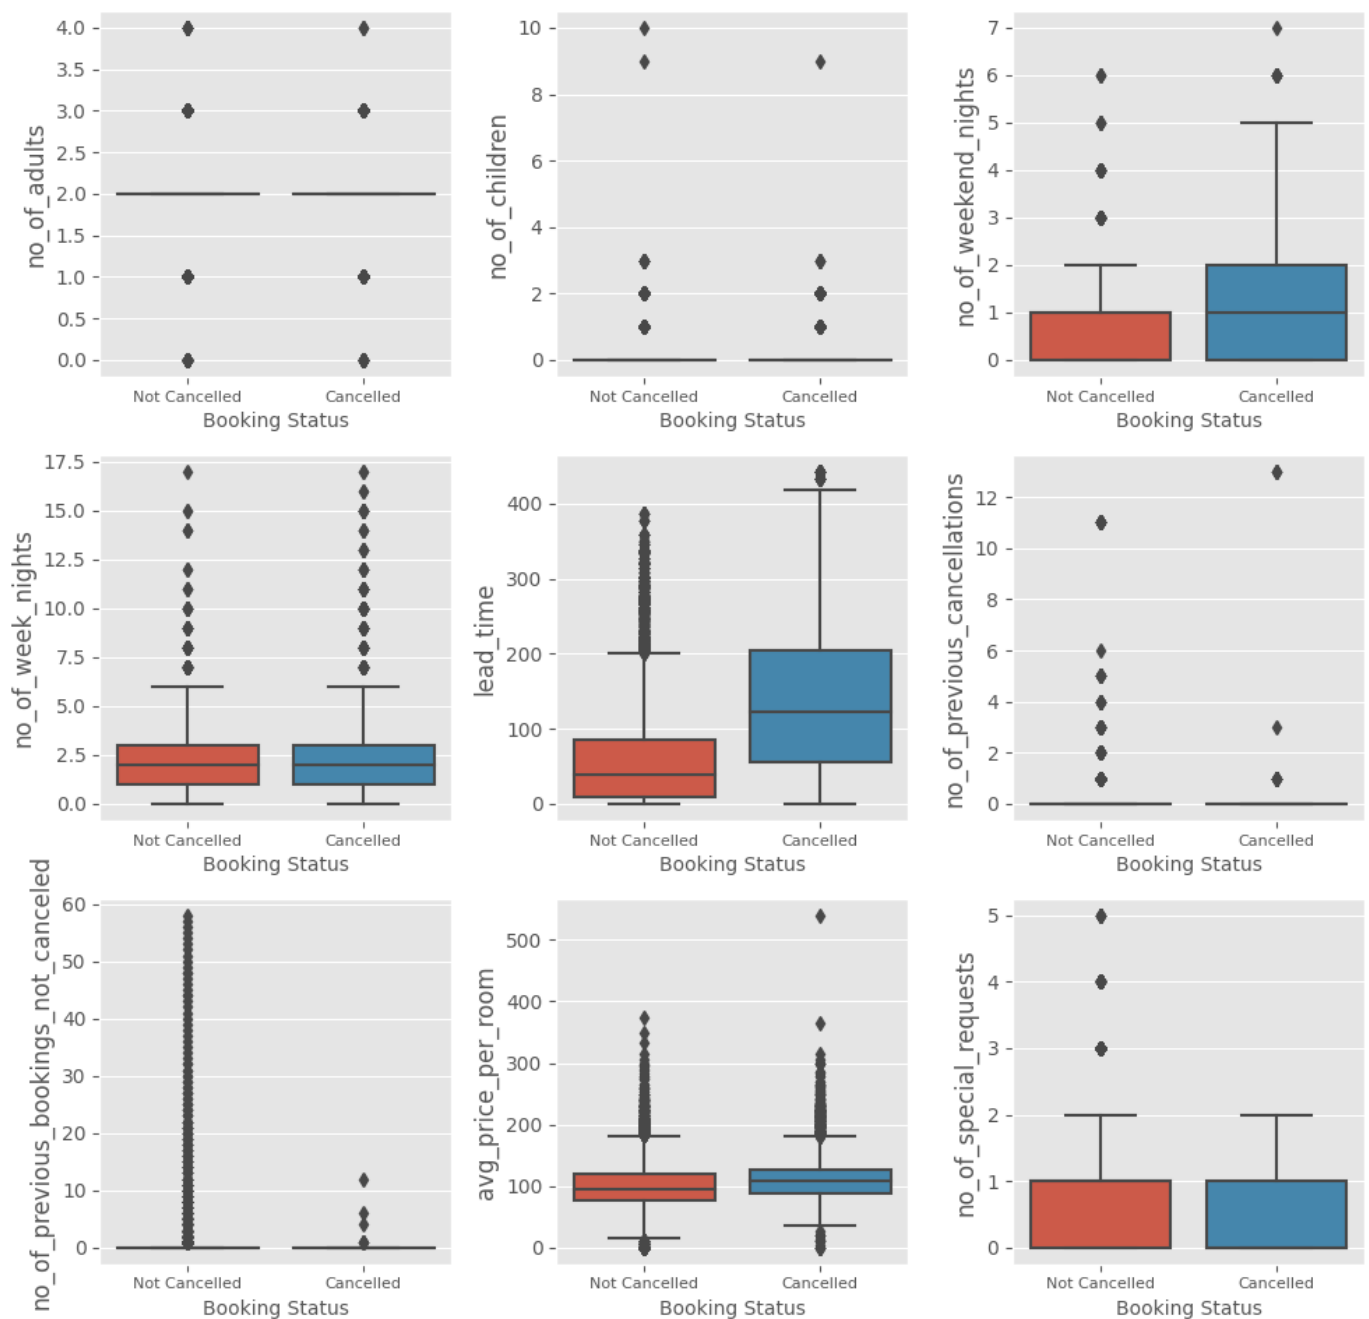 no_of_adults
4.0
3.5
3.0
2.5
2.0
1.5
1.0
0.5
0.0
Not Cancelled Cancelled
Booking Status
no_of_children
10
8
6
4
2
0
Not Cancelled Cancelled
Booking Status
no_of_weekend_nights
7
6
5
4
3
2
1
0
Not Cancelled Cancelled
Booking Status
no_of_week_nights
17.5
15.0
12.5
10.0
7.5
5.0
2.5
0.0
Not Cancelled Cancelled
Booking Status
lead_time
400
300
200
100
0
Not Cancelled Cancelled
Booking Status
no_of_previous_cancellations
12
10
8
6
4
2
0
Not Cancelled Cancelled
Booking Status
no_of_previous_bookings_not_canceled
60
50
40
30
20
10
0
Not Cancelled Cancelled
Booking Status
avg_price_per_room
500
400
300
200
100
0
Not Cancelled Cancelled
Booking Status
no_of_special_requests
5
4
3
2
1
0
Not Cancelled Cancelled
Booking Status